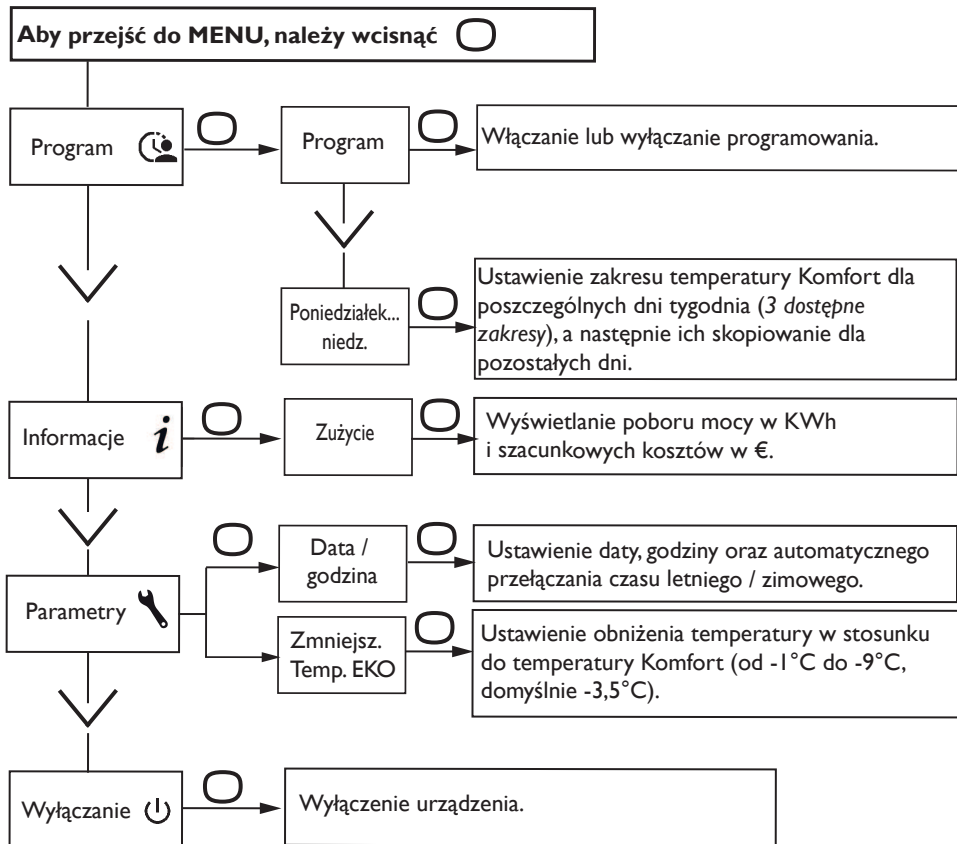 Aby przejść do MENU, należy wcisnąć
Program
Program
Włączanie lub wyłączanie programowania.
Poniedziałek...
niedz.
Ustawienie zakresu temperatury Komfort dla
poszczególnych dni tygodnia (3 dostępne
zakresy), a następnie ich skopiowanie dla
pozostałych dni.
Informacje i
Zużycie
Wyświetlanie poboru mocy w KWh
i szacunkowych kosztów w €.
Parametry
Data /
godzina
Ustawienie daty, godziny oraz automatycznego
przełączania czasu letniego / zimowego.
Zmniejsz.
Temp. EKO
Ustawienie obniżenia temperatury w stosunku
do temperatury Komfort (od -1°C do -9°C,
domyślnie -3,5°C).
Wyłączanie
Wyłączenie urządzenia.